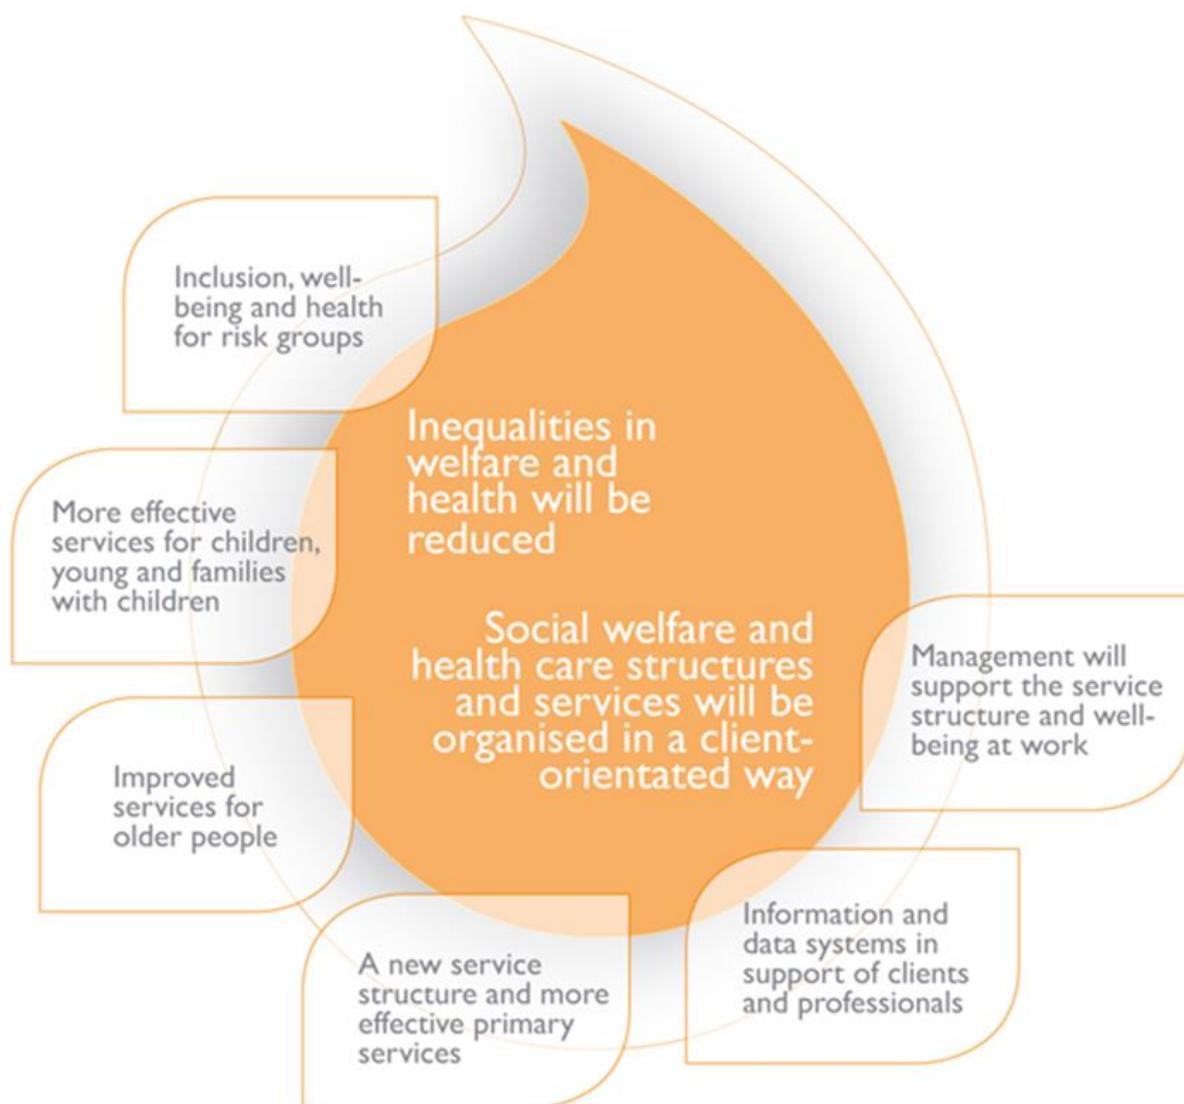 Inclusion, well-
being and health
for risk groups
Inequalities in
welfare and
health will be
reduced
More effective
services for children,
young and families
with children
Social welfare and
health care structures
and services will be
organised in a client-
orientated way
Management will
support the service
structure and well-
being at work
Improved
services for
older people
Information and
data systems in
support of clients
and professionals
A new service
structure and more
effective primary
services